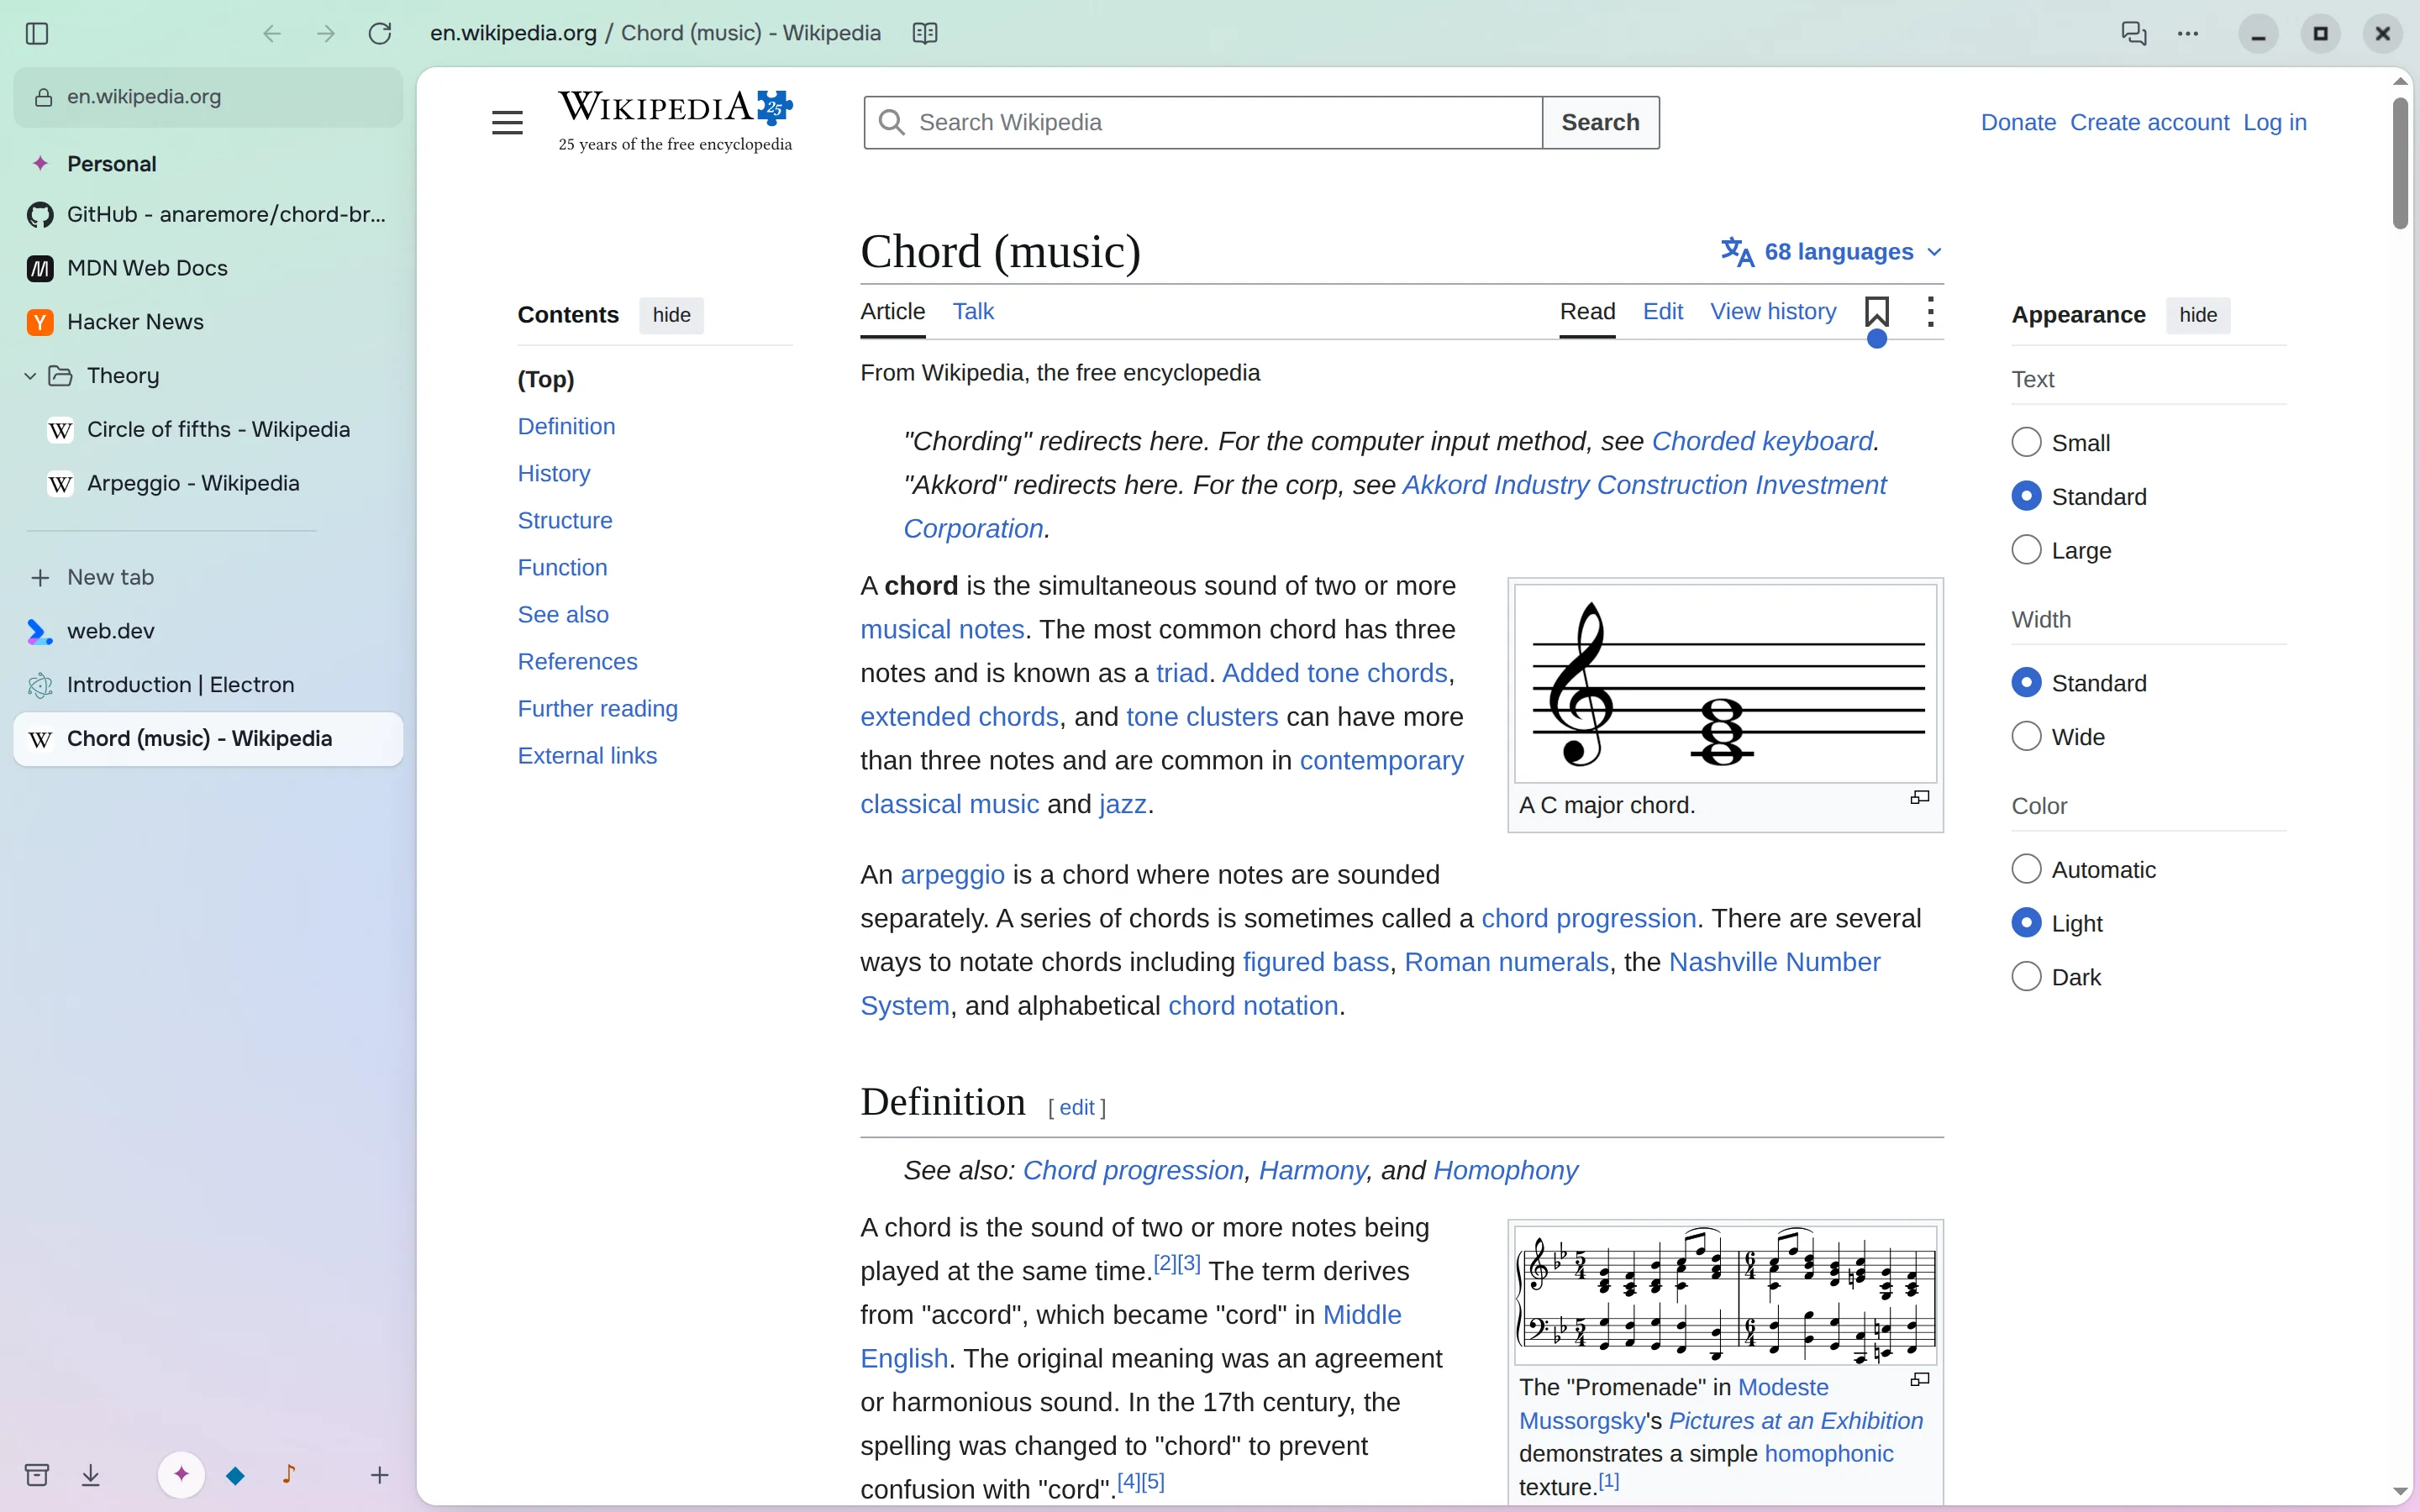 en.wikipedia.org / Chord (music) - Wikipedia
en.wikipedia.org
Personal
GitHub - anaremore/chord-br...
MDN Web Docs
Hacker News
Theory
Circle of fifths - Wikipedia
Arpeggio - Wikipedia
New tab
web.dev
Introduction | Electron
Chord (music) - Wikipedia
WIKIPEDIA 25
25 years of the free encyclopedia
Search Wikipedia
Search
Donate Create account Log in
Contents hide
(Top)
Definition
History
Structure
Function
See also
References
Further reading
External links
Chord (music)
68 languages
Article Talk
Read Edit View history
From Wikipedia, the free encyclopedia
"Chording" redirects here. For the computer input method, see Chorded keyboard.
"Akkord" redirects here. For the corp, see Akkord Industry Construction Investment
Corporation.
A chord is the simultaneous sound of two or more
musical notes. The most common chord has three
notes and is known as a triad. Added tone chords,
extended chords, and tone clusters can have more
than three notes and are common in contemporary
classical music and jazz.
A C major chord.
An arpeggio is a chord where notes are sounded
separately. A series of chords is sometimes called a chord progression. There are several
ways to notate chords including figured bass, Roman numerals, the Nashville Number
System, and alphabetical chord notation.
Definition [ edit ]
See also: Chord progression, Harmony, and Homophony
A chord is the sound of two or more notes being
played at the same time.[2][3] The term derives
from "accord", which became "cord" in Middle
English. The original meaning was an agreement
or harmonious sound. In the 17th century, the
spelling was changed to "chord" to prevent
confusion with "cord".[4][5]
5 4 6 4
5 4 6 4
The "Promenade" in Modeste
Mussorgsky's Pictures at an Exhibition
demonstrates a simple homophonic
texture.[1]
Appearance hide
Text
Small
Standard
Large
Width
Standard
Wide
Color
Automatic
Light
Dark